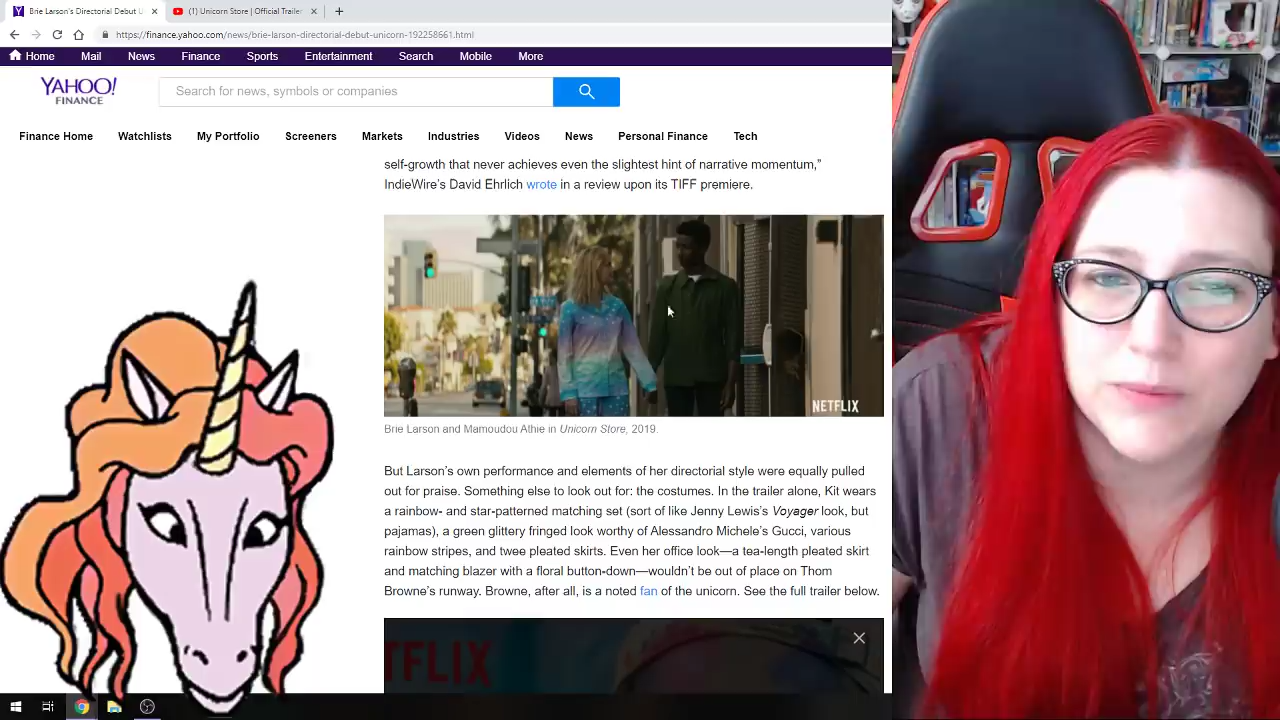 Brie Larson's Directorial Debut U
(1) Unicorn Store | Official Trailer
https://finance.yahoo.com/news/brie-larson-directorial-debut-unicorn-192258661.html
Home Mail News Finance Sports Entertainment Search Mobile More
YAHOO!
FINANCE
Search for news, symbols or companies
Finance Home Watchlists My Portfolio Screeners Markets Industries Videos News Personal Finance Tech
self-growth that never achieves even the slightest hint of narrative momentum,”
IndieWire’s David Ehrlich wrote in a review upon its TIFF premiere.
NETFLIX
Brie Larson and Mamoudou Athie in Unicorn Store, 2019.
But Larson’s own performance and elements of her directorial style were equally pulled
out for praise. Something else to look out for: the costumes. In the trailer alone, Kit wears
a rainbow- and star-patterned matching set (sort of like Jenny Lewis’s Voyager look, but
pajamas), a green glittery fringed look worthy of Alessandro Michele’s Gucci, various
rainbow stripes, and twee pleated skirts. Even her office look—a tea-length pleated skirt
and matching blazer with a floral button-down—wouldn’t be out of place on Thom
Browne’s runway. Browne, after all, is a noted fan of the unicorn. See the full trailer below.
TFLIX